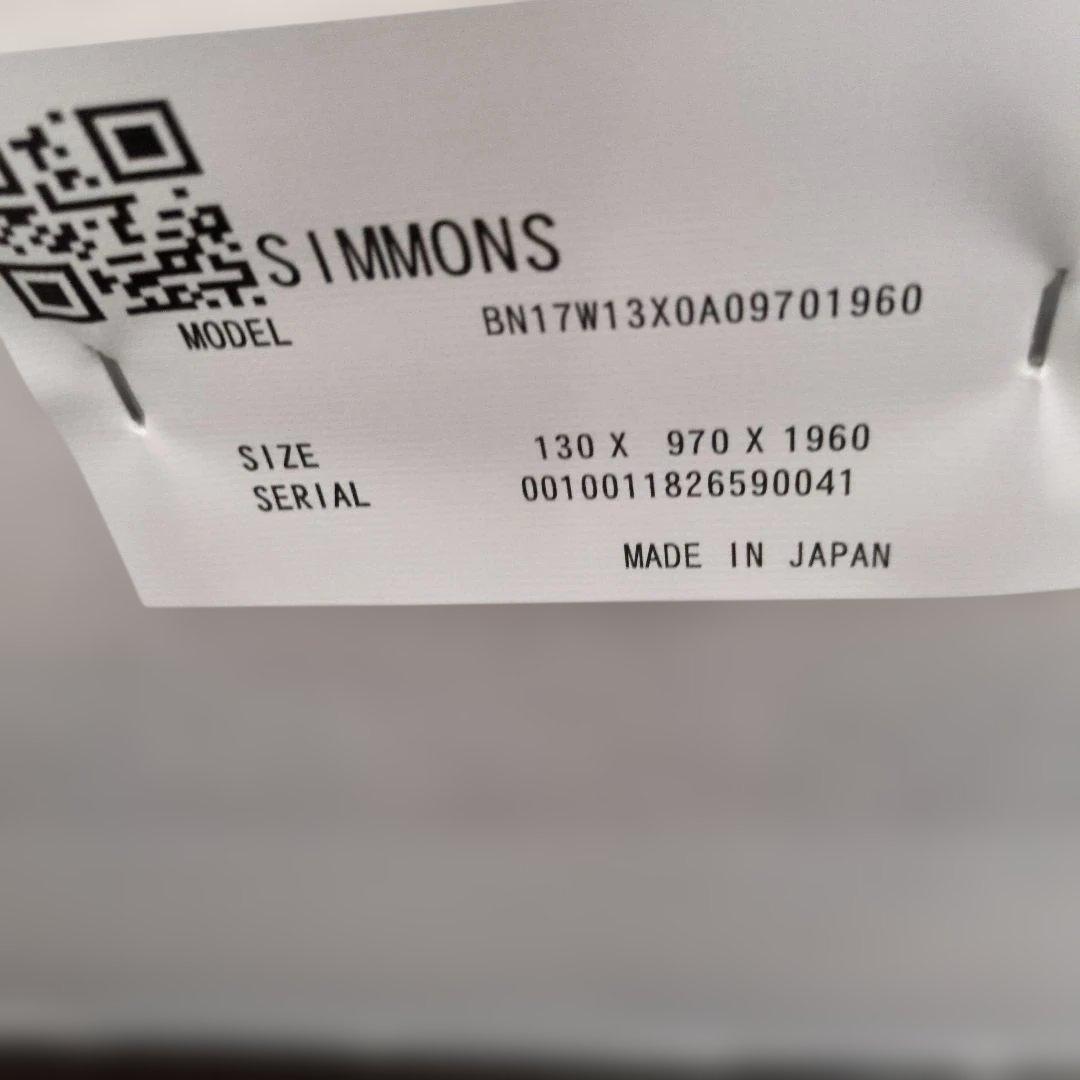 SIMMONS
MODEL BN17W13X0A09701960
SIZE 130 X 970 X 1960
SERIAL 0010011826590041
MADE IN JAPAN